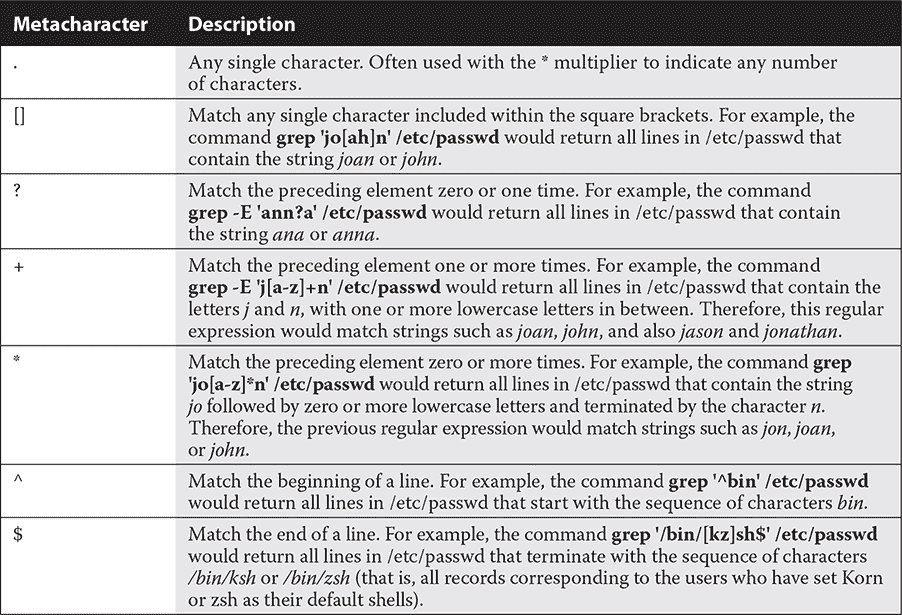 Metacharacter Description
. Any single character. Often used with the * multiplier to indicate any number
of characters.
[] Match any single character included within the square brackets. For example, the
command grep 'jo[ah]n' /etc/passwd would return all lines in /etc/passwd that
contain the string joan or john.
? Match the preceding element zero or one time. For example, the command
grep -E 'ann?a' /etc/passwd would return all lines in /etc/passwd that contain
the string ana or anna.
+ Match the preceding element one or more times. For example, the command
grep -E 'j[a-z]+n' /etc/passwd would return all lines in /etc/passwd that contain the
letters j and n, with one or more lowercase letters in between. Therefore, this regular
expression would match strings such as joan, john, and also jason and jonathan.
* Match the preceding element zero or more times. For example, the command grep
'jo[a-z]*n' /etc/passwd would return all lines in /etc/passwd that contain the string
jo followed by zero or more lowercase letters and terminated by the character n.
Therefore, the previous regular expression would match strings such as jon, joan,
or john.
^ Match the beginning of a line. For example, the command grep '^bin' /etc/passwd
would return all lines in /etc/passwd that start with the sequence of characters bin.
$ Match the end of a line. For example, the command grep '/bin/[kz]sh$' /etc/passwd
would return all lines in /etc/passwd that terminate with the sequence of characters
/bin/ksh or /bin/zsh (that is, all records corresponding to the users who have set Korn
or zsh as their default shells).